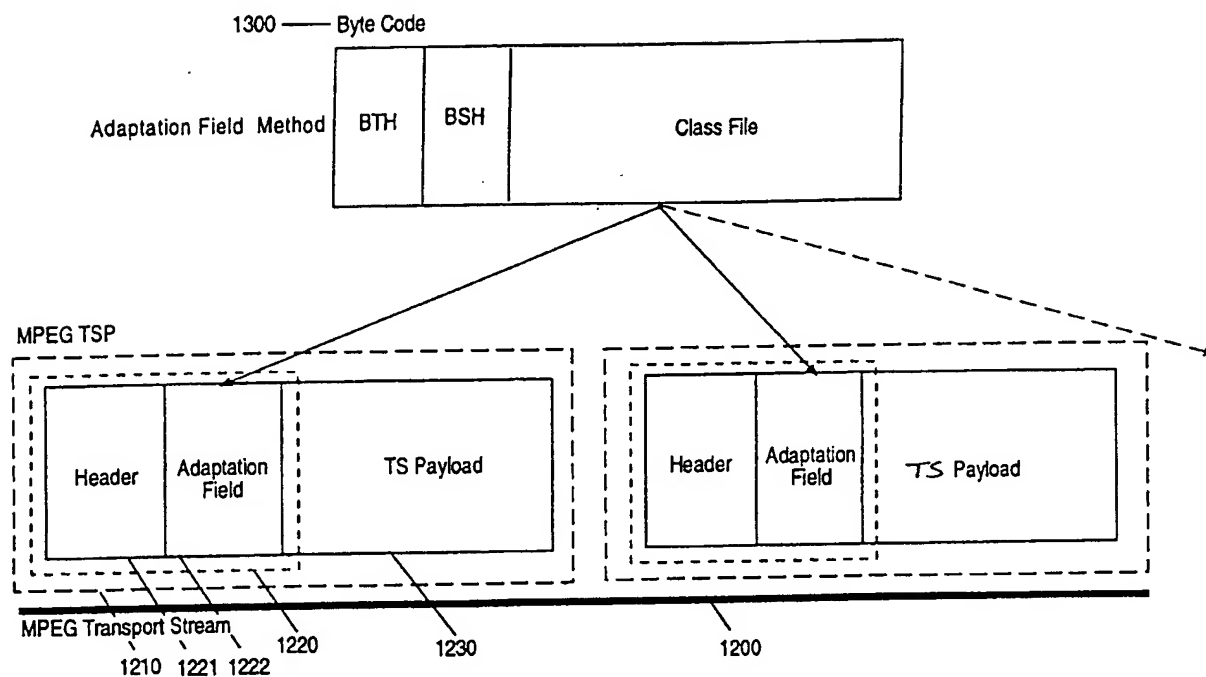 1300 Byte Code
Adaptation Field Method
BTH
BSH
Class File
MPEG TSP
Header
Adaptation
Field
TS Payload
Header
Adaptation
Field
TS Payload
MPEG Transport Stream
1210
1221
1222
1220
1230
1200